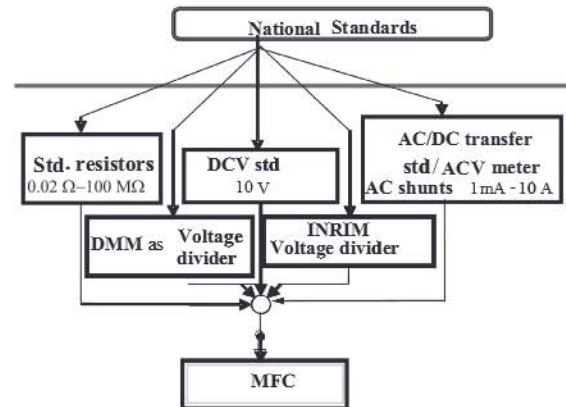 National Standards
Std. resistors
0.02 Ω–100 MΩ
DCV std
10 V
AC/DC transfer
std/ACV meter
AC shunts 1mA - 10 A
DMM as Voltage
divider
INRIM
Voltage divider
MFC